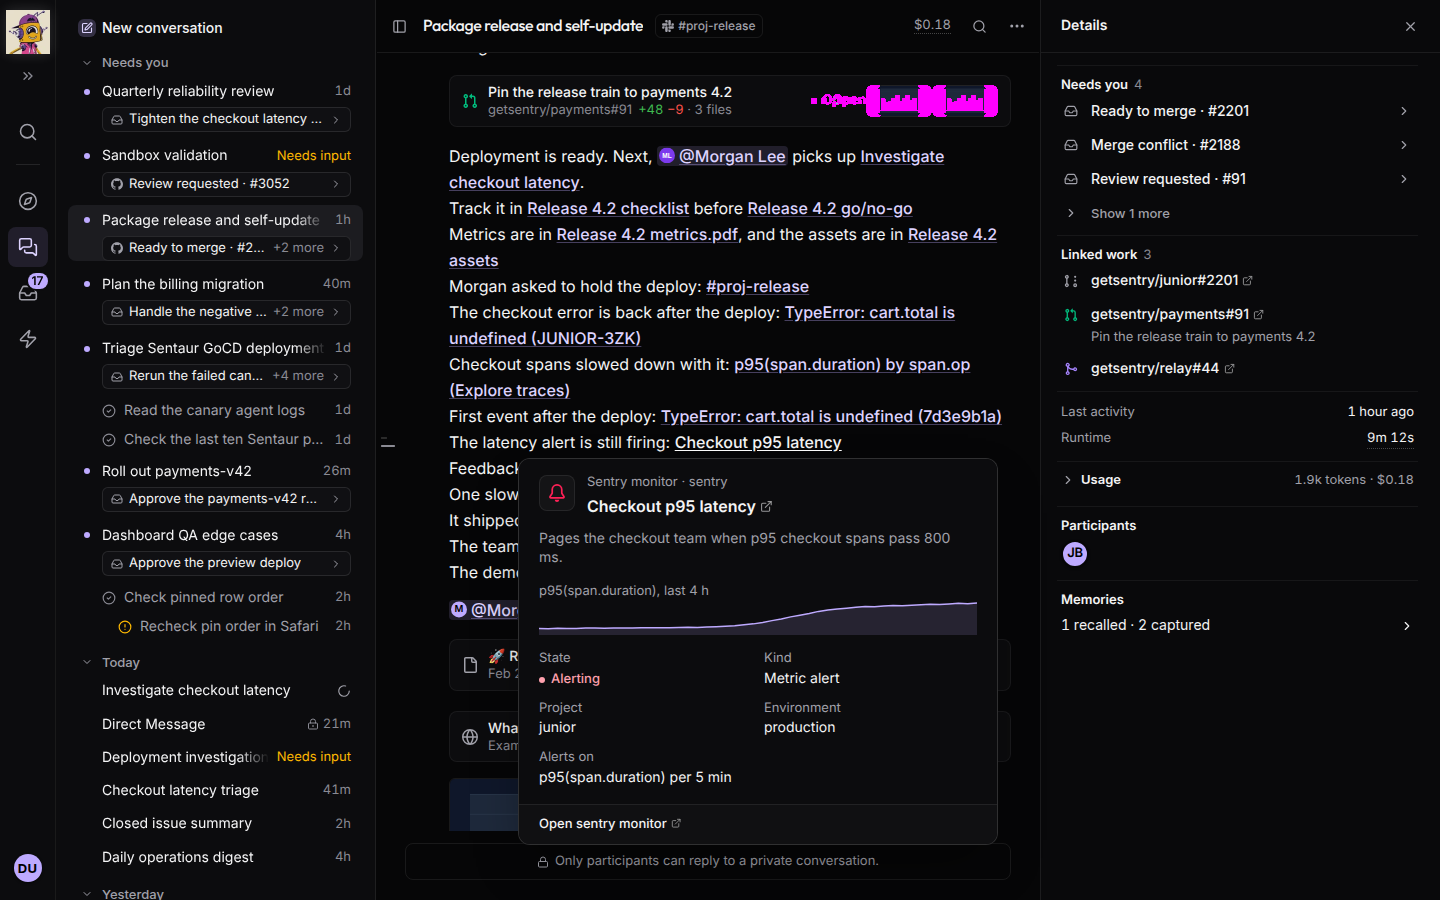 New conversation
Needs you
Quarterly reliability review 1d
Tighten the checkout latency ...
Sandbox validation Needs input
Review requested · #3052
Package release and self-update 1h
Ready to merge · #2... +2 more
Plan the billing migration 40m
Handle the negative ... +2 more
Triage Sentaur GoCD deployment 1d
Rerun the failed can... +4 more
Read the canary agent logs 1d
Check the last ten Sentaur p... 1d
Roll out payments-v42 26m
Approve the payments-v42 r...
Dashboard QA edge cases 4h
Approve the preview deploy
Check pinned row order 2h
Recheck pin order in Safari 2h
Today
Investigate checkout latency
Direct Message 21m
Deployment investigation Needs input
Checkout latency triage 41m
Closed issue summary 2h
Daily operations digest 4h
Yesterday
17
DU
Package release and self-update #proj-release $0.18
Pin the release train to payments 4.2
getsentry/payments#91 +48 −9 · 3 files
Deployment is ready. Next, ML @Morgan Lee picks up Investigate
checkout latency.
Track it in Release 4.2 checklist before Release 4.2 go/no-go
Metrics are in Release 4.2 metrics.pdf, and the assets are in Release 4.2
assets
Morgan asked to hold the deploy: #proj-release
The checkout error is back after the deploy: TypeError: cart.total is
undefined (JUNIOR-3ZK)
Checkout spans slowed down with it: p95(span.duration) by span.op
(Explore traces)
First event after the deploy: TypeError: cart.total is undefined (7d3e9b1a)
The latency alert is still firing: Checkout p95 latency
Feedback
One slow
It shipped
The team
The demo
M @Mor
🚀 R
Feb 2
Wha
Exam
Sentry monitor · sentry
Checkout p95 latency
Pages the checkout team when p95 checkout spans pass 800
ms.
p95(span.duration), last 4 h
State Kind
Alerting Metric alert
Project Environment
junior production
Alerts on
p95(span.duration) per 5 min
Open sentry monitor
Only participants can reply to a private conversation.
Details
Needs you 4
Ready to merge · #2201
Merge conflict · #2188
Review requested · #91
Show 1 more
Linked work 3
getsentry/junior#2201
getsentry/payments#91
Pin the release train to payments 4.2
getsentry/relay#44
Last activity 1 hour ago
Runtime 9m 12s
Usage 1.9k tokens · $0.18
Participants
JB
Memories
1 recalled · 2 captured